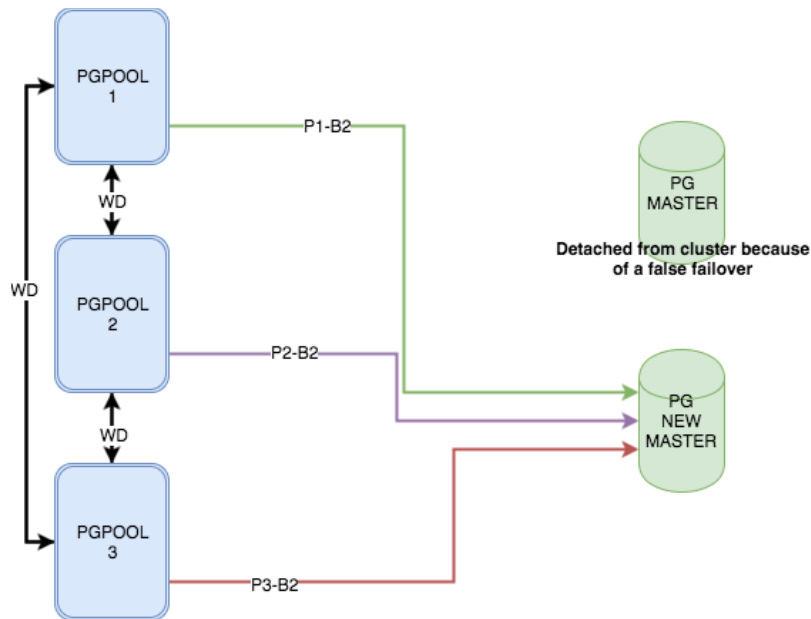 PGPOOL
1
P1-B2
WD
PG
MASTER
Detached from cluster because
of a false failover
WD
PGPOOL
2
P2-B2
PG
NEW
MASTER
WD
PGPOOL
3
P3-B2